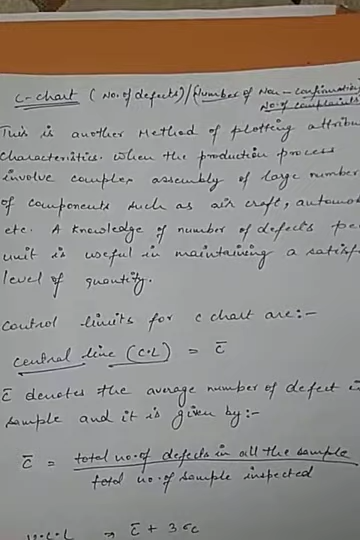 C-chart (No. of defects)/(Number of Non-confirmation
No. of complaints
This is another Method of plotting attribu
characteristics. When the production process
involve complex assembly of large number
of components such as air craft, automob
etc. A knowledge of number of defects pe
unit is useful in maintaining a satisf
level of quantity.
control limits for c chart are:-
central line (C.L) = c̄
c̄ denotes the average number of defect i
sample and it is given by:-
c̄ = total no. of defects in all the sample
total no. of sample inspected
U.C.L → c̄ + 3σc